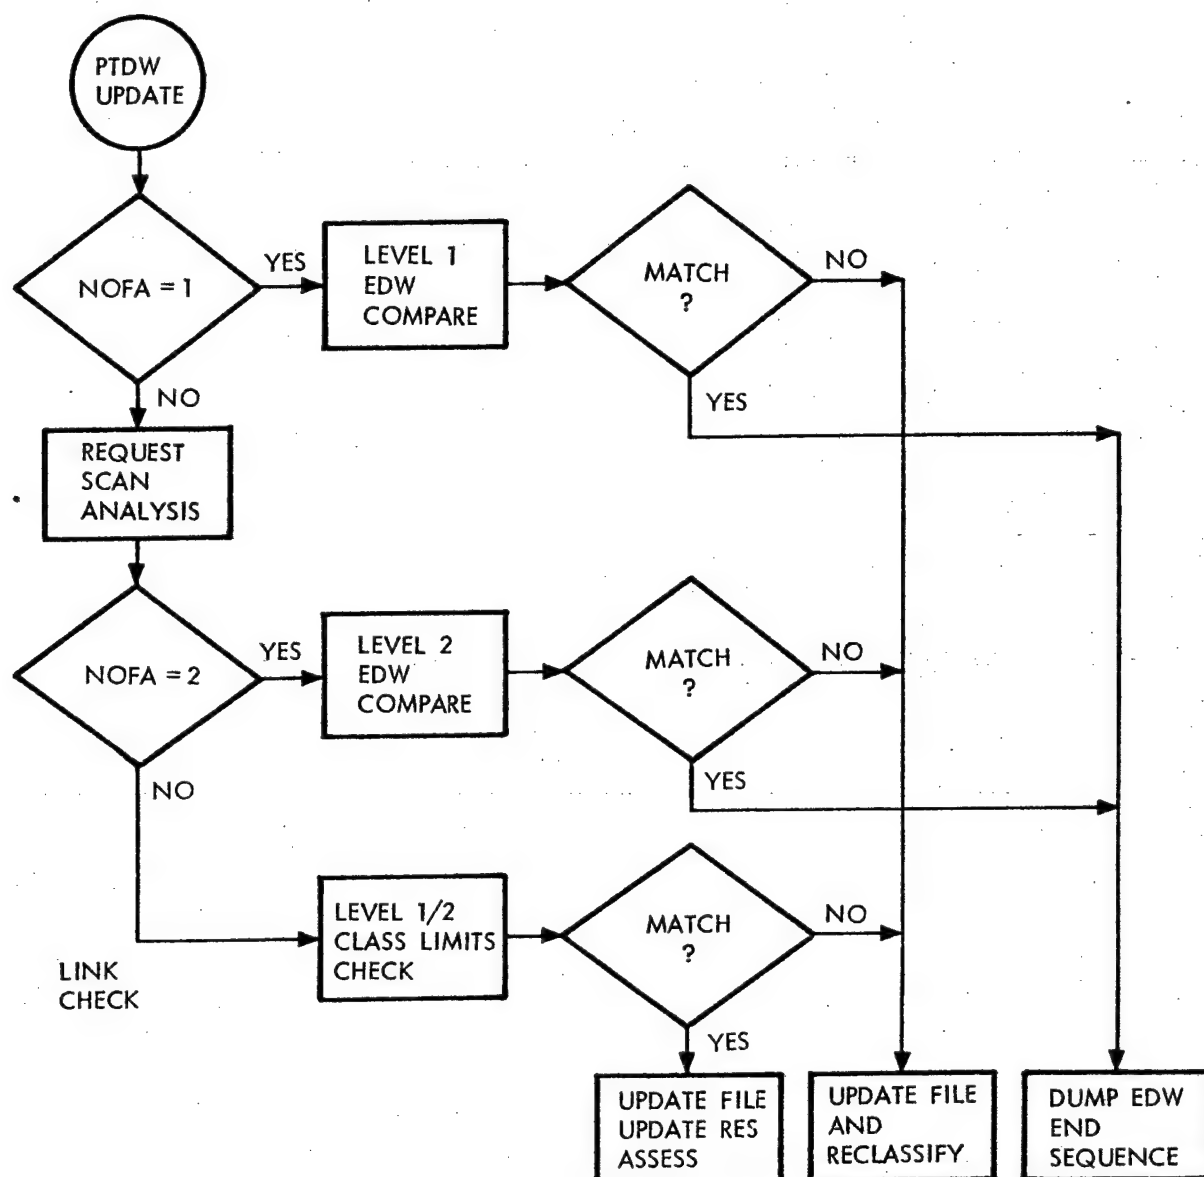 PTDW
UPDATE
NOFA = 1
YES
LEVEL 1
EDW
COMPARE
MATCH
?
NO
YES
NO
REQUEST
SCAN
ANALYSIS
NOFA = 2
YES
LEVEL 2
EDW
COMPARE
MATCH
?
NO
YES
NO
LINK
CHECK
LEVEL 1/2
CLASS LIMITS
CHECK
MATCH
?
NO
YES
UPDATE FILE
UPDATE RES
ASSESS
UPDATE FILE
AND
RECLASSIFY
DUMP EDW
END
SEQUENCE